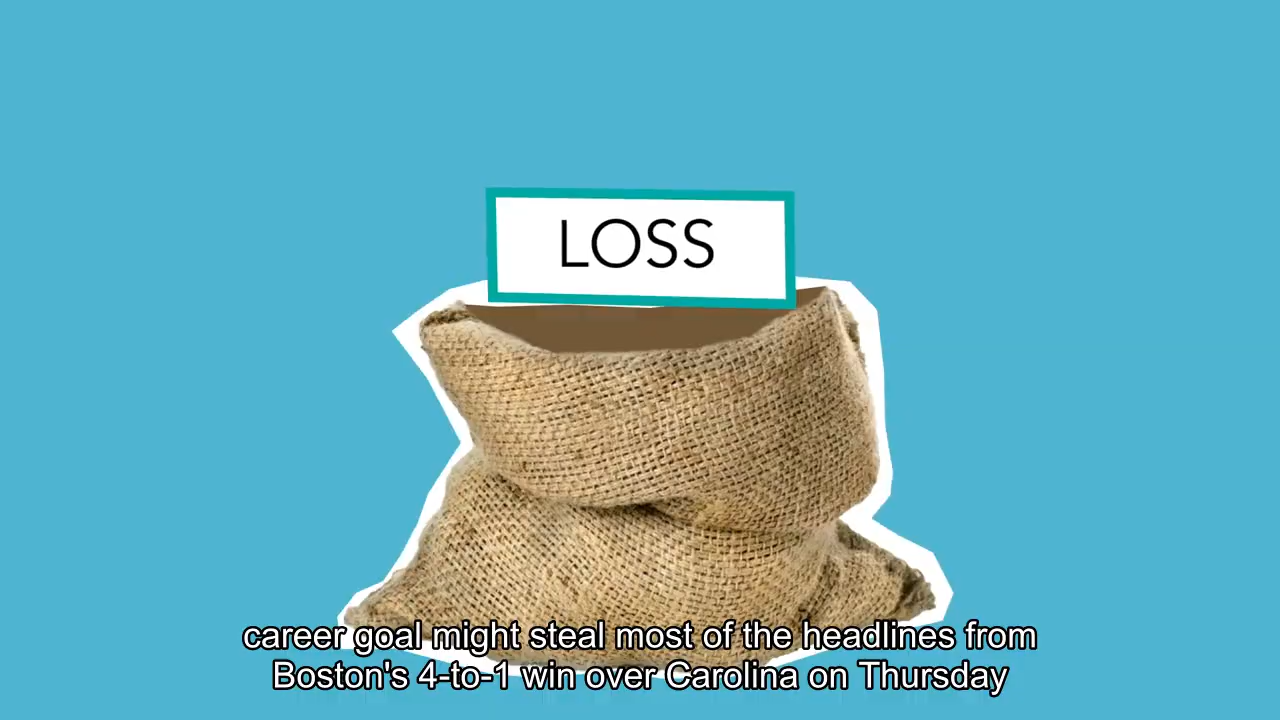 LOSS
career goal might steal most of the headlines from
Boston's 4-to-1 win over Carolina on Thursday